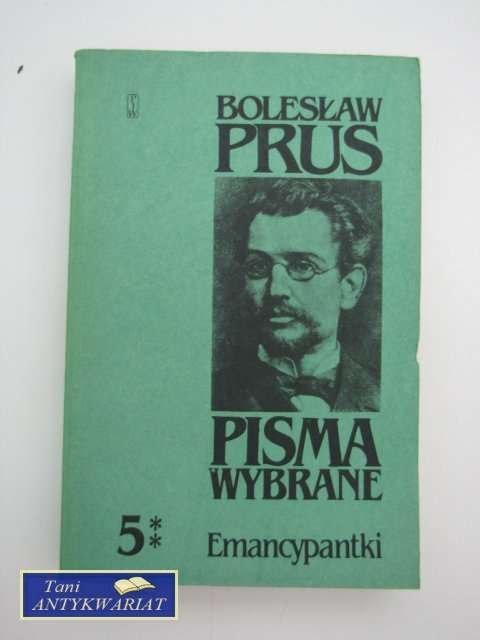 BOLESŁAW
PRUS
PISMA
WYBRANE
5**
** Emancypantki
Tani
ANTYKWARIAT